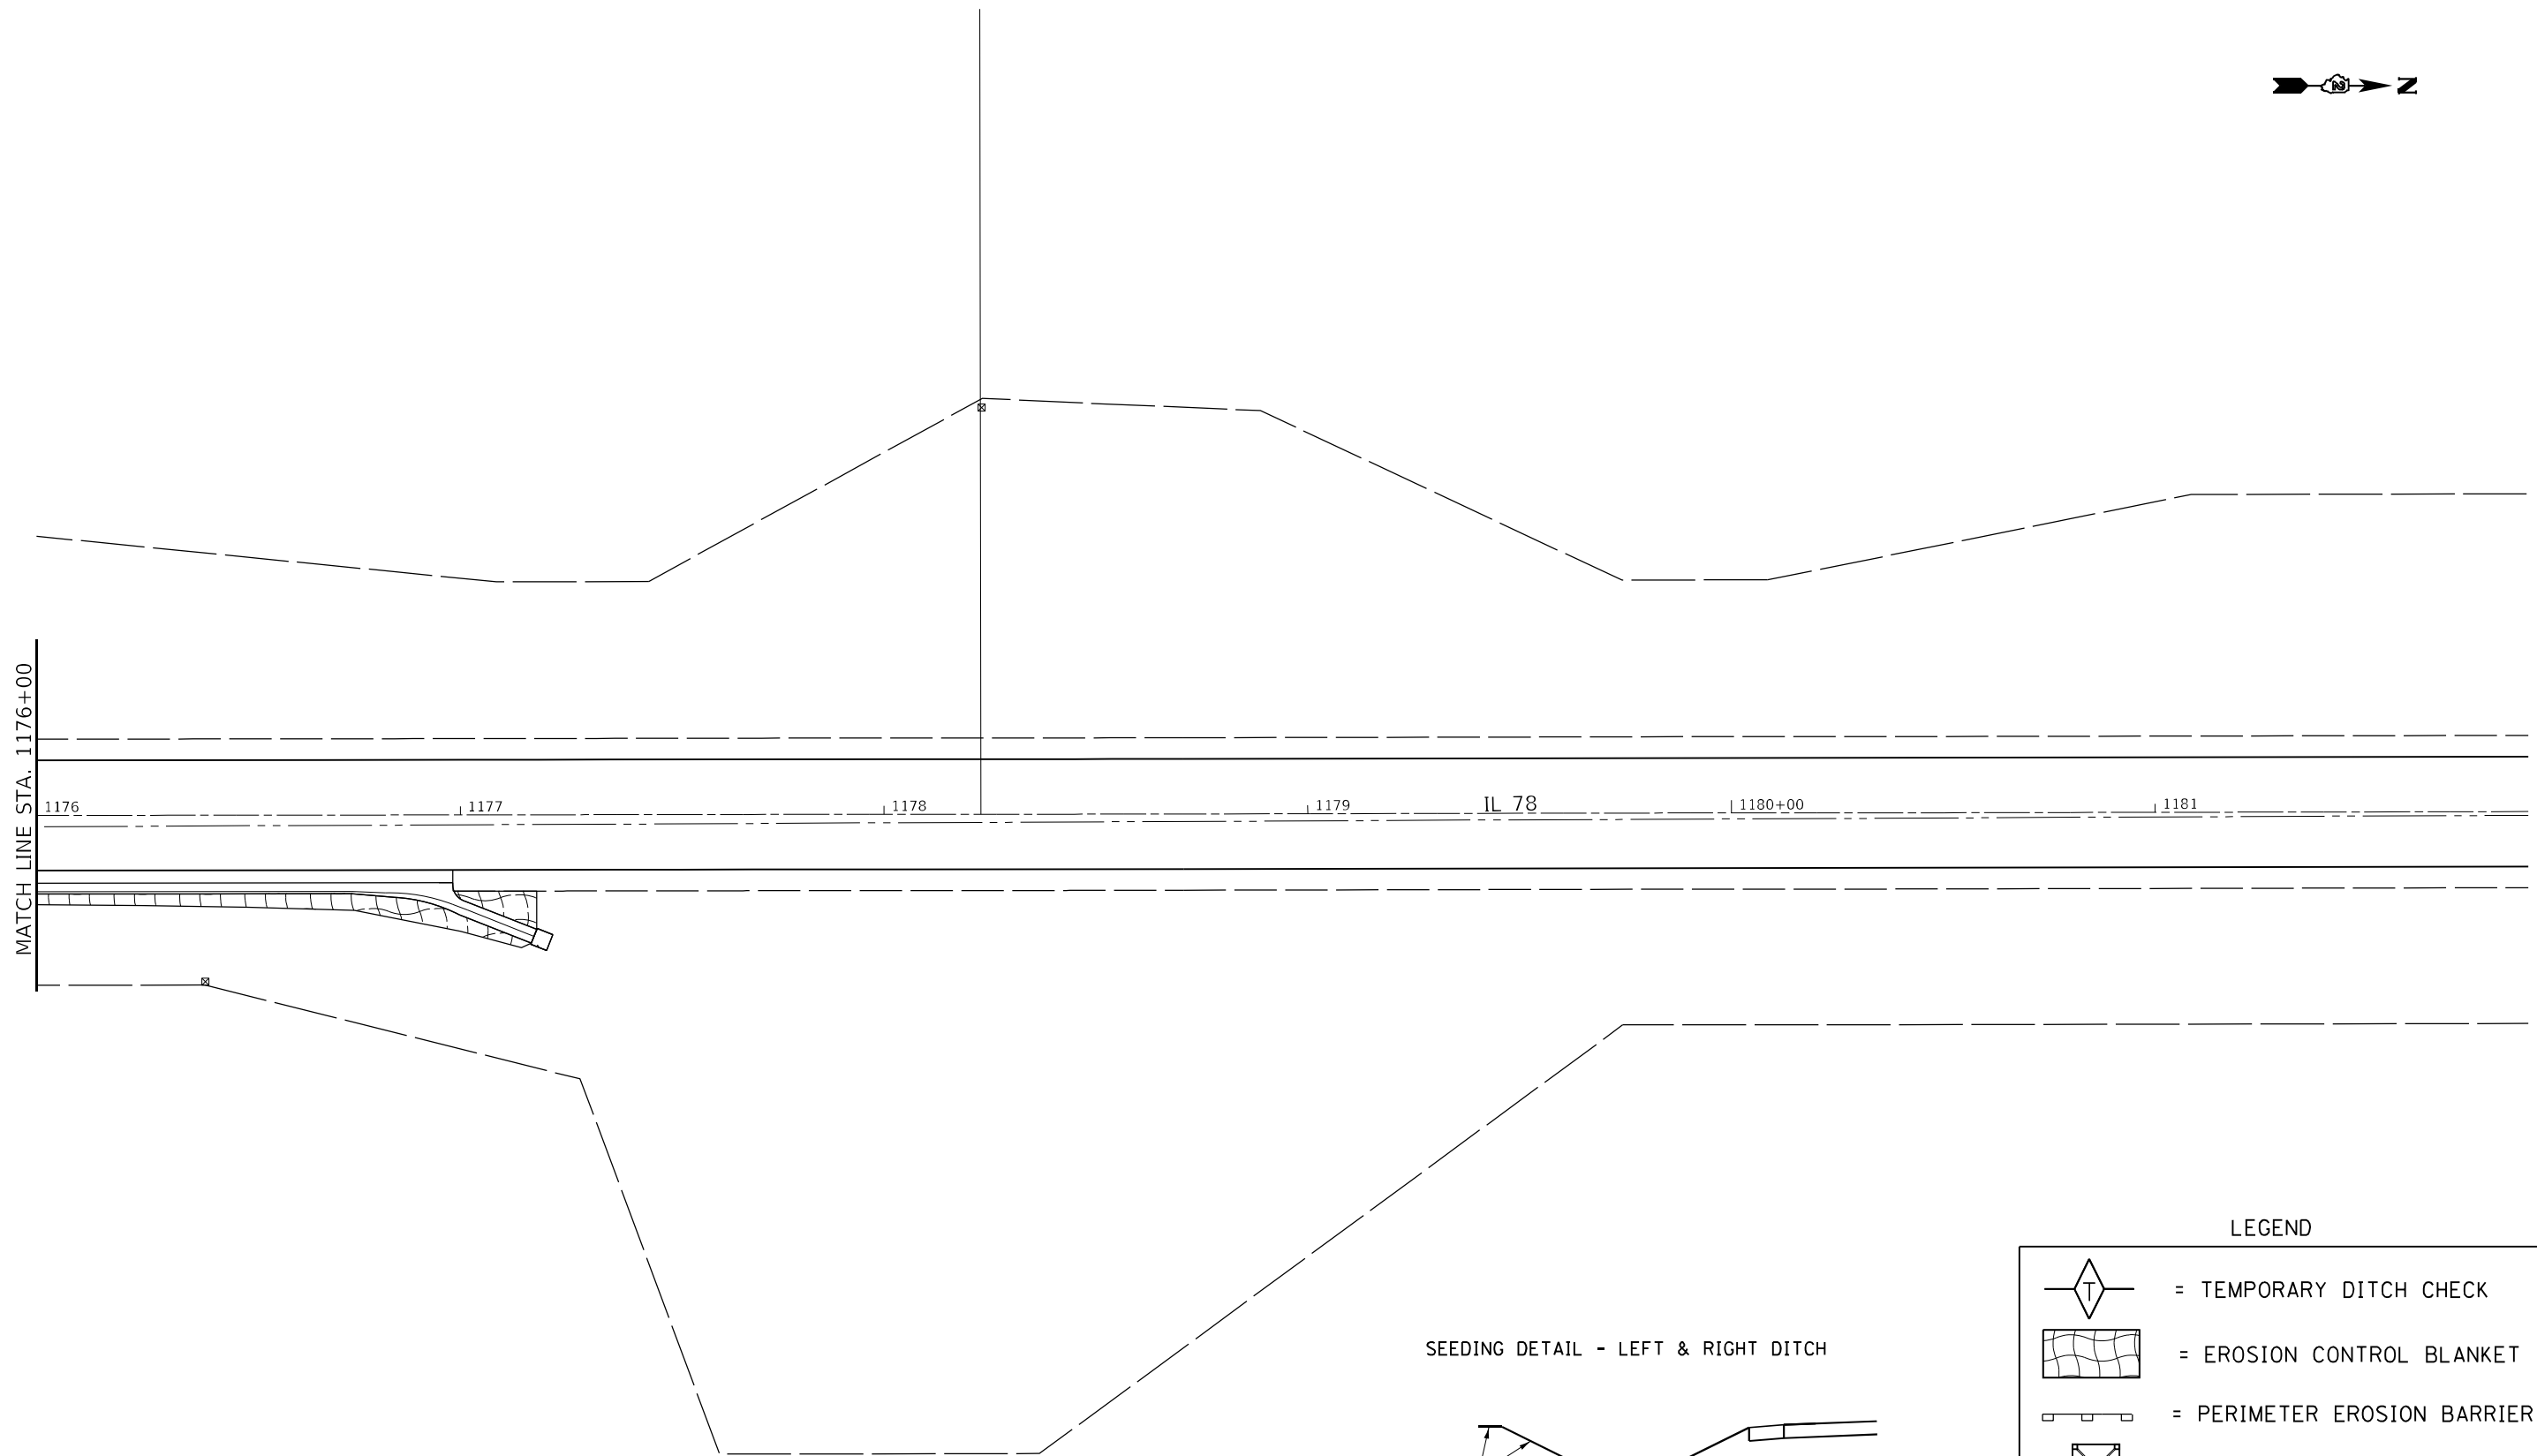 N
2
MATCH LINE STA. 1176+00
1176
1177
1178
1179
IL 78
1180+00
1181
LEGEND
T
= TEMPORARY DITCH CHECK
= EROSION CONTROL BLANKET
= PERIMETER EROSION BARRIER
SEEDING DETAIL - LEFT & RIGHT DITCH